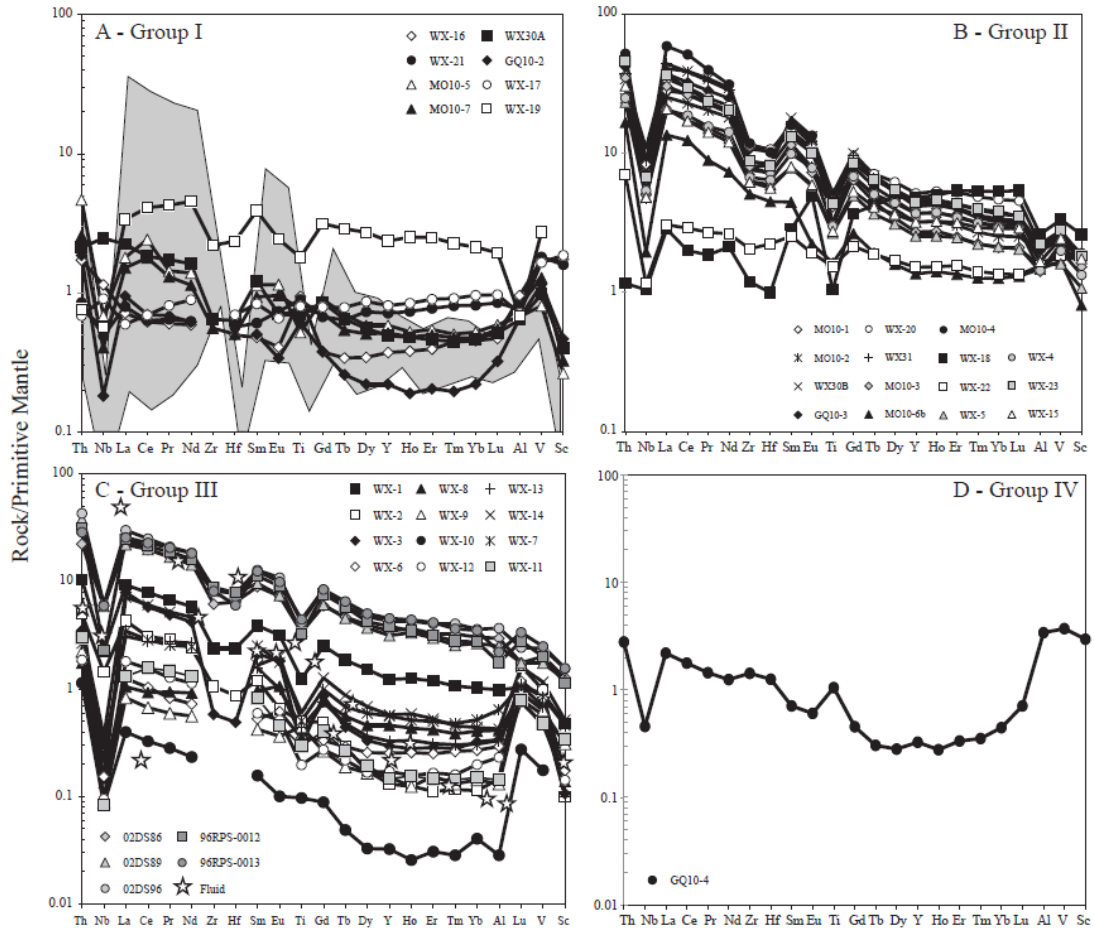 Rock/Primitive Mantle
A - Group I
100
10
1
0.1
WX-16 WX30A
WX-21 GQ10-2
MO10-5 WX-17
MO10-7 WX-19
Th Nb La Ce Pr Nd Zr Hf Sm Eu Ti Gd Tb Dy Y Ho Er Tm Yb Lu Al V Sc
B - Group II
100
10
1
0.1
MO10-1 WX-20 MO10-4
MO10-2 WX31 WX-18 WX-4
WX30B MO10-3 WX-22 WX-23
GQ10-3 MO10-6b WX-5 WX-15
Th Nb La Ce Pr Nd Zr Hf Sm Eu Ti Gd Tb Dy Y Ho Er Tm Yb Lu Al V Sc
C - Group III
100
10
1
0.1
0.01
WX-1 WX-8 WX-13
WX-2 WX-9 WX-14
WX-3 WX-10 WX-7
WX-6 WX-12 WX-11
02DS86 96RPS-0012
02DS89 96RPS-0013
02DS96 Fluid
Th Nb La Ce Pr Nd Zr Hf Sm Eu Ti Gd Tb Dy Y Ho Er Tm Yb Al Lu V Sc
D - Group IV
100
10
1
0.1
0.01
GQ10-4
Th Nb La Ce Pr Nd Zr Hf Sm Eu Ti Gd Tb Dy Y Ho Er Tm Yb Lu Al V Sc